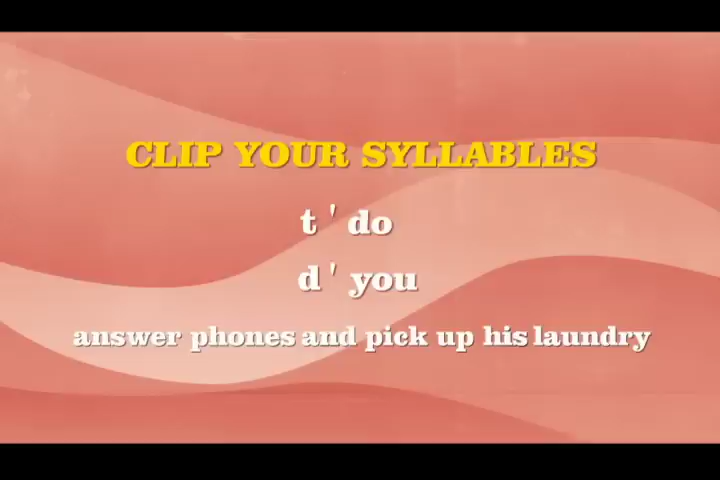 CLIP YOUR SYLLABLES
t ' do
d ' you
answer phones and pick up his laundry